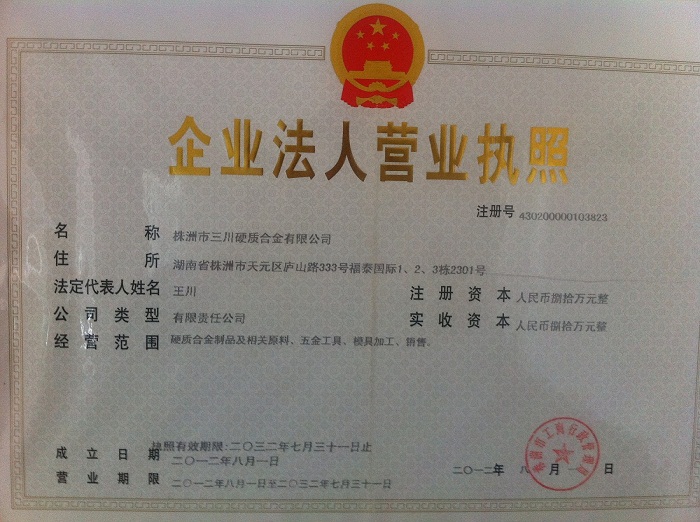 企业法人营业执照
注册号 430200000103823
名 称 株洲市三川硬质合金有限公司
住 所 湖南省株洲市天元区庐山路333号福泰国际1、2、3栋2301号
法定代表人姓名 王川
注 册 资 本 人民币捌拾万元整
公 司 类 型 有限责任公司
实 收 资 本 人民币捌拾万元整
经 营 范 围 硬质合金制品及相关原料、五金工具、模具加工、销售、
执照有效期限:二〇三二年七月三十一日止
成 立 日 期 二〇一二年八月一日
二〇一二年 八 月 一 日
营 业 期 限 二〇一二年八月一日至二〇三二年七月三十一日